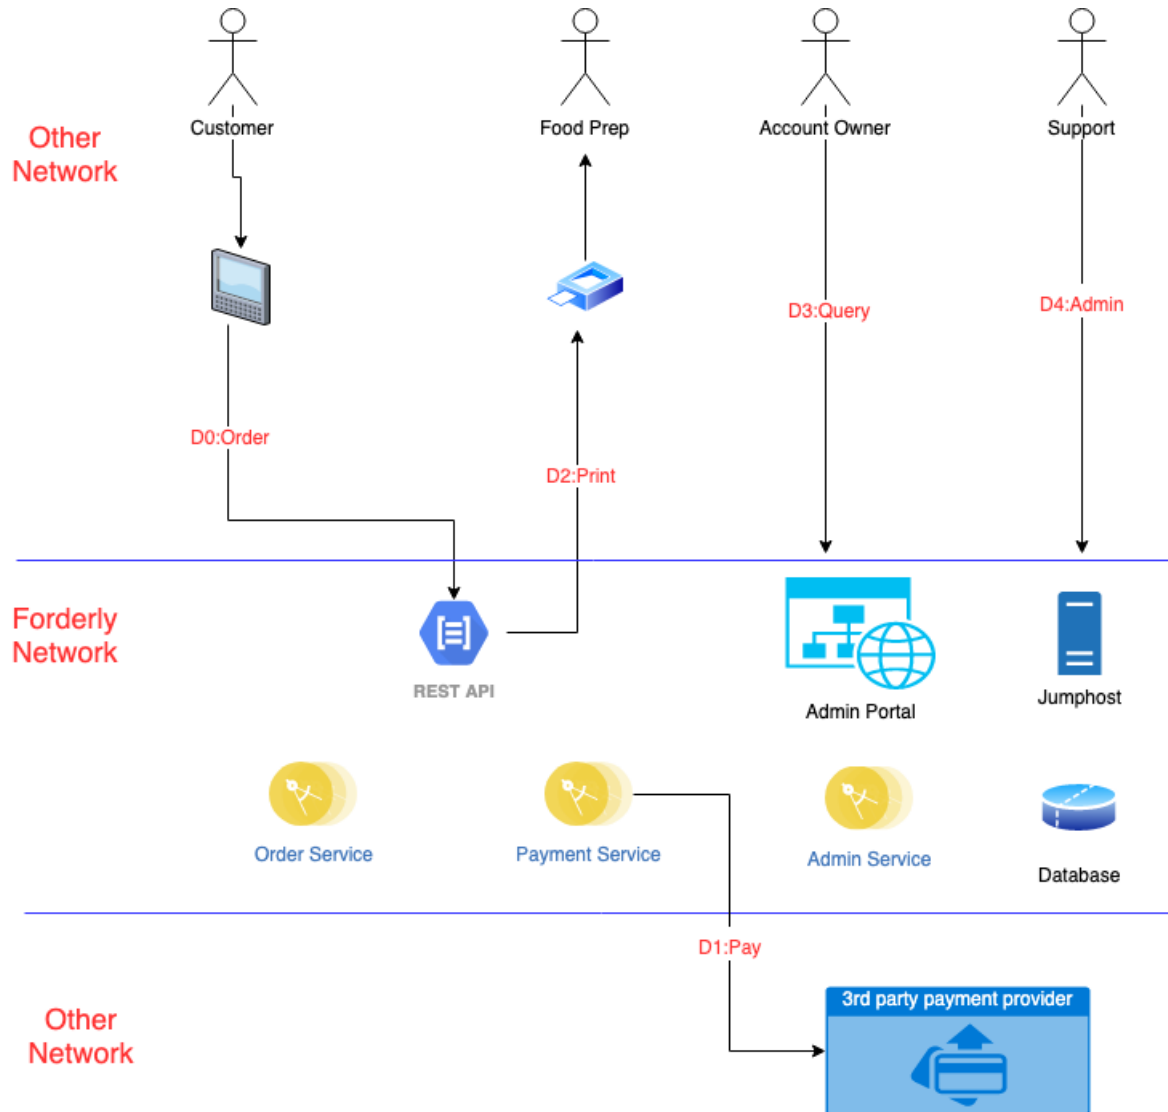 Customer
Food Prep
Account Owner
Support
Other
Network
D3:Query
D4:Admin
D0:Order
D2:Print
Forderly
Network
REST API
Admin Portal
Jumphost
Order Service
Payment Service
Admin Service
Database
D1:Pay
3rd party payment provider
Other
Network